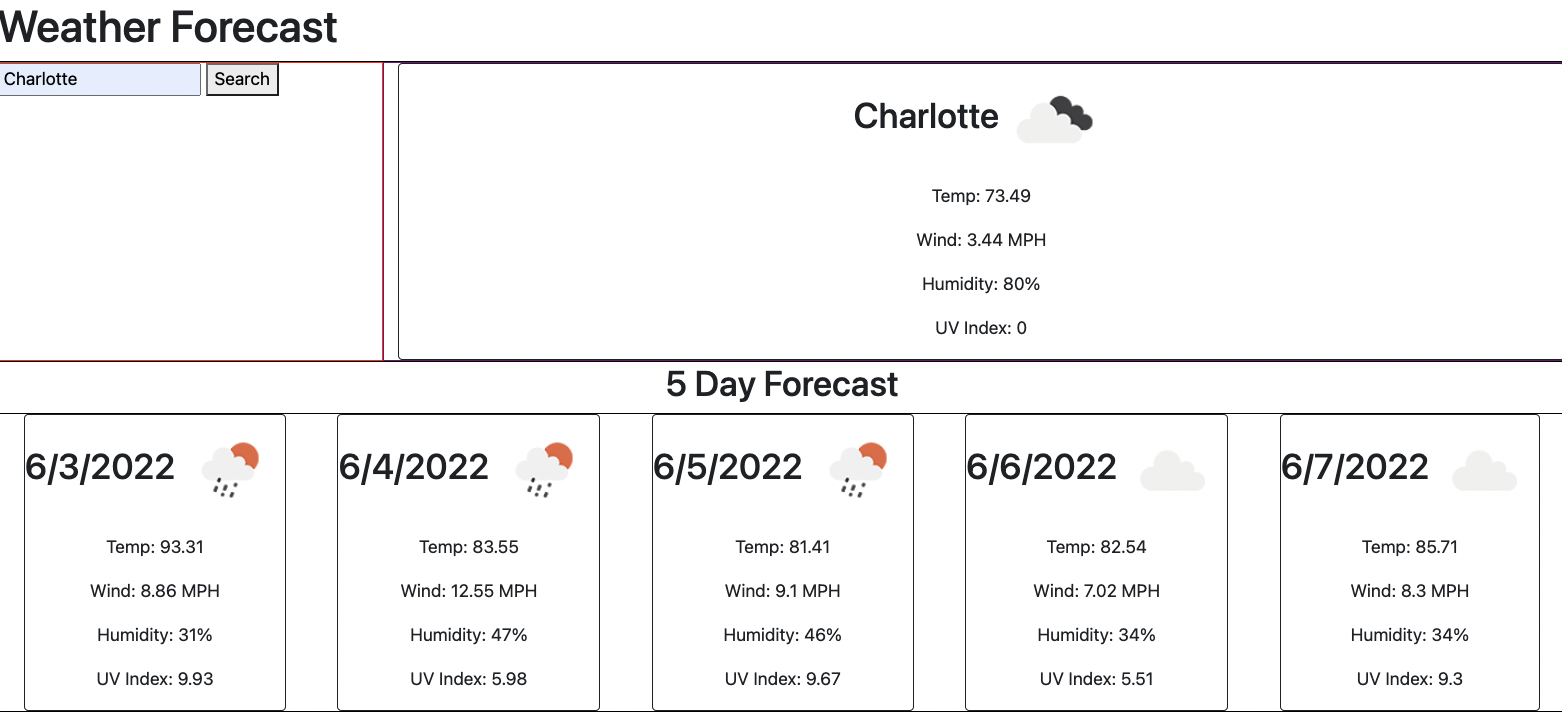 Weather Forecast
Charlotte Search
Charlotte
Temp: 73.49
Wind: 3.44 MPH
Humidity: 80%
UV Index: 0
5 Day Forecast
6/3/2022
Temp: 93.31
Wind: 8.86 MPH
Humidity: 31%
UV Index: 9.93
6/4/2022
Temp: 83.55
Wind: 12.55 MPH
Humidity: 47%
UV Index: 5.98
6/5/2022
Temp: 81.41
Wind: 9.1 MPH
Humidity: 46%
UV Index: 9.67
6/6/2022
Temp: 82.54
Wind: 7.02 MPH
Humidity: 34%
UV Index: 5.51
6/7/2022
Temp: 85.71
Wind: 8.3 MPH
Humidity: 34%
UV Index: 9.3